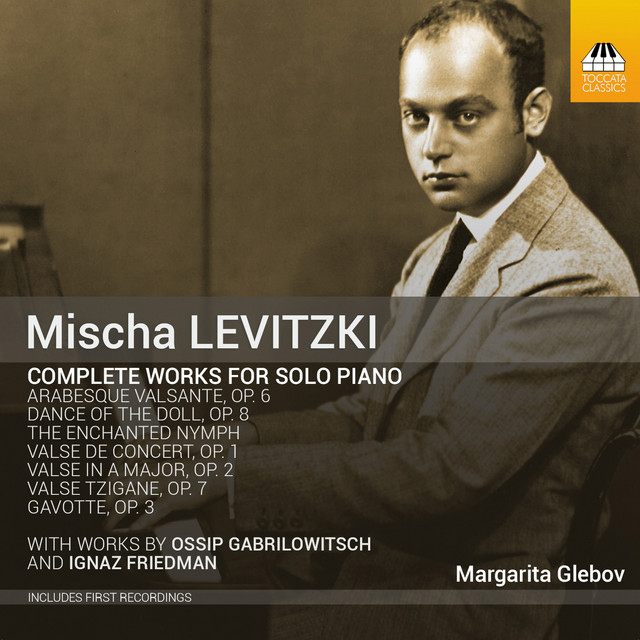 TOCCATA
CLASSICS
Mischa LEVITZKI
COMPLETE WORKS FOR SOLO PIANO
ARABESQUE VALSANTE, OP. 6
DANCE OF THE DOLL, OP. 8
THE ENCHANTED NYMPH
VALSE DE CONCERT, OP. 1
VALSE IN A MAJOR, OP. 2
VALSE TZIGANE, OP. 7
GAVOTTE, OP. 3
WITH WORKS BY OSSIP GABRILOWITSCH
AND IGNAZ FRIEDMAN
Margarita Glebov
INCLUDES FIRST RECORDINGS